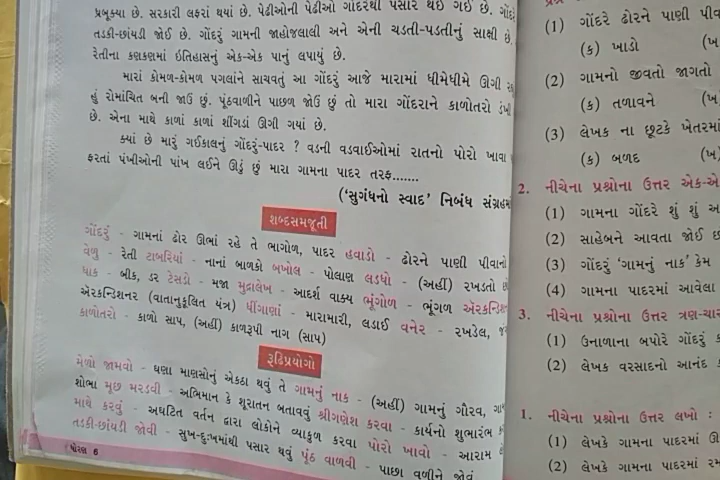 પ્રબૂક્યા છે. સરકારી લફરાં થયાં છે. પેઢીઓની પેઢીઓ ગોંદરેથી પસાર થઈ ગઈ છે. ગોંદરે
તડકી-છાંયડી જોઈ છે. ગોંદરું ગામની જાહોજલાલી અને એની ચડતી-પડતીનું સાક્ષી છે.
રેતીના કણકણમાં ઇતિહાસનું એક-એક પાનું લપાયું છે.
મારાં કોમળ-કોમળ પગલાંને સાચવતું આ ગોંદરું આજે મારામાં ધીમેધીમે ઊગી
હું રોમાંચિત બની જાઉં છું. પૂંઠવાળીને પાછળ જોઉં છું તો મારા ગોંદરાને કાળોતરો ડંખી
છે. એના માથે કાળાં કાળાં શીંગડાં ઊગી ગયાં છે.
ક્યાં છે મારું ગઈકાલનું ગોંદરું-પાદર ? વડની વડવાઈઓમાં રાતનો પોરો ખાવા
ફરતાં પંખીઓની પાંખ લઈને ઊડું છું મારા ગામના પાદર તરફ.......
('સુગંધનો સ્વાદ' નિબંધ સંગ્રહમાં
શબ્દસમજૂતી
ગોંદરું - ગામનાં ઢોર ઊભાં રહે તે ભાગોળ, પાદર હવાડો - ઢોરને પાણી પીવાનો
વેળુ - રેતી ટાબરિયાં - નાનાં બાળકો બખોલ - પોલાણ લડધો - (અહીં) રખડતો
ધાક - બીક, ડર ટેસડો - મજા મુદ્રાલેખ - આદર્શ વાક્ય ભૂંગોળ - ભૂંગળ ઍરકન્ડિશનર
ઍરકન્ડિશનર (વાતાનુકૂલિત યંત્ર) ધીંગાણાં - મારામારી, લડાઈ વનેર - રખડેલ,
કાળોતરો - કાળો સાપ, (અહીં) કાળરૂપી નાગ (સાપ)
રૂઢિપ્રયોગો
મેળો જામવો - ઘણા માણસોનું એકઠા થવું તે ગામનું નાક - (અહીં) ગામનું ગૌરવ,
શોભા મૂછ મરડવી - અભિમાન કે શૂરાતન બતાવવું શ્રીગણેશ કરવા - કાર્યનો શુભારંભ
માથે કરવું - અઘટિત વર્તન દ્વારા લોકોને વ્યાકુળ કરવા પોરો ખાવો - આરામ
તડકી-છાંયડી જોવી - સુખ-દુઃખમાંથી પસાર થવું પૂંઠ વાળવી - પાછા વળીને જોવું
ધોરણ 6
(1) ગોંદરે ઢોરને પાણી
(ક) ખાડો
(2) ગામનો જીવતો જાગતો
(ક) તળાવને (ખ
(3) લેખક ના છૂટકે ખેતરમાં
(ક) બળદ (ખ
2. નીચેના પ્રશ્નોના ઉત્તર એક-એ
(1) ગામના ગોંદરે શું શું
(2) સાહેબને આવતા જોઈ
(3) ગોંદરું 'ગામનું નાક' કેમ
(4) ગામના પાદરમાં આવેલા
3. નીચેના પ્રશ્નોના ઉત્તર ત્રણ-ચાર
(1) ઉનાળાના બપોરે ગોંદરું
(2) લેખક વરસાદનો આનંદ
1. નીચેના પ્રશ્નોના ઉત્તર લખો :
(1) લેખકે ગામના પાદરમાં
(2) લેખકે ગામના પાદરમાં